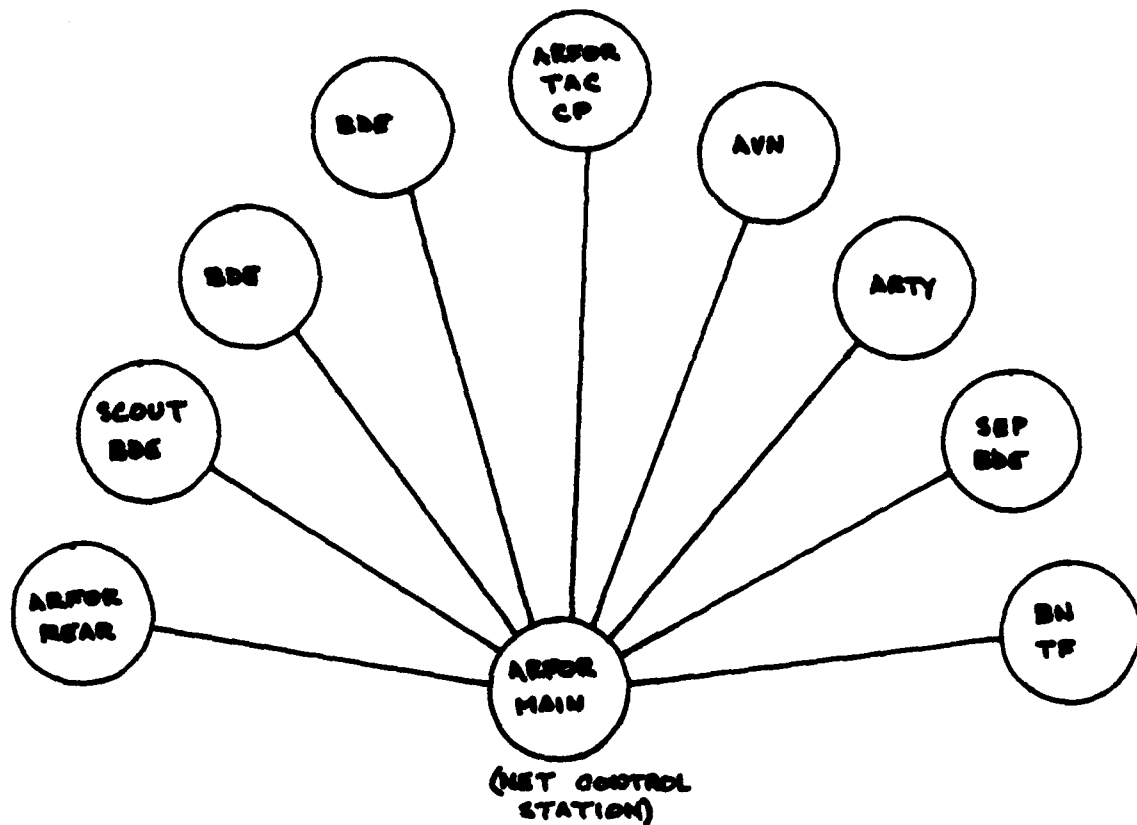 ARFOR
TAC
CP
BDE
AVN
BDE
ARTY
SCOUT
BDE
SEP
BDE
ARFOR
REAR
BN
TF
ARFOR
MAIN
(NET CONTROL
STATION)